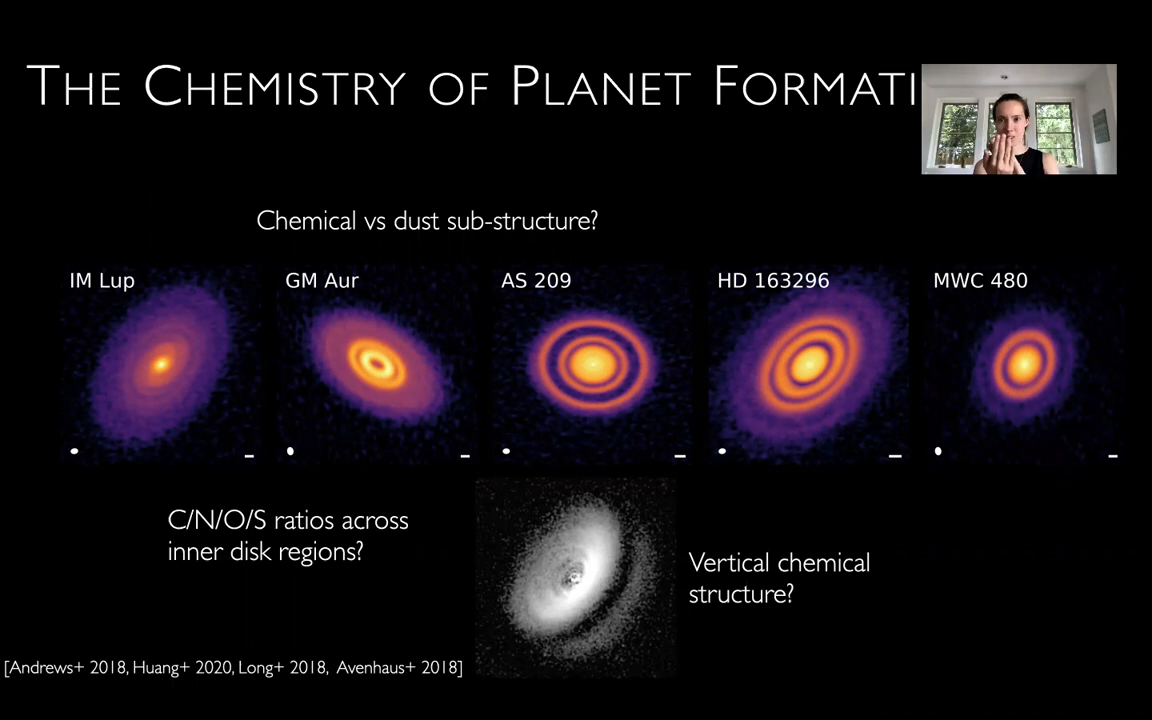 THE CHEMISTRY OF PLANET FORMATI
Chemical vs dust sub-structure?
IM Lup
GM Aur
AS 209
HD 163296
MWC 480
C/N/O/S ratios across
inner disk regions?
Vertical chemical
structure?
[Andrews+ 2018, Huang+ 2020, Long+ 2018, Avenhaus+ 2018]